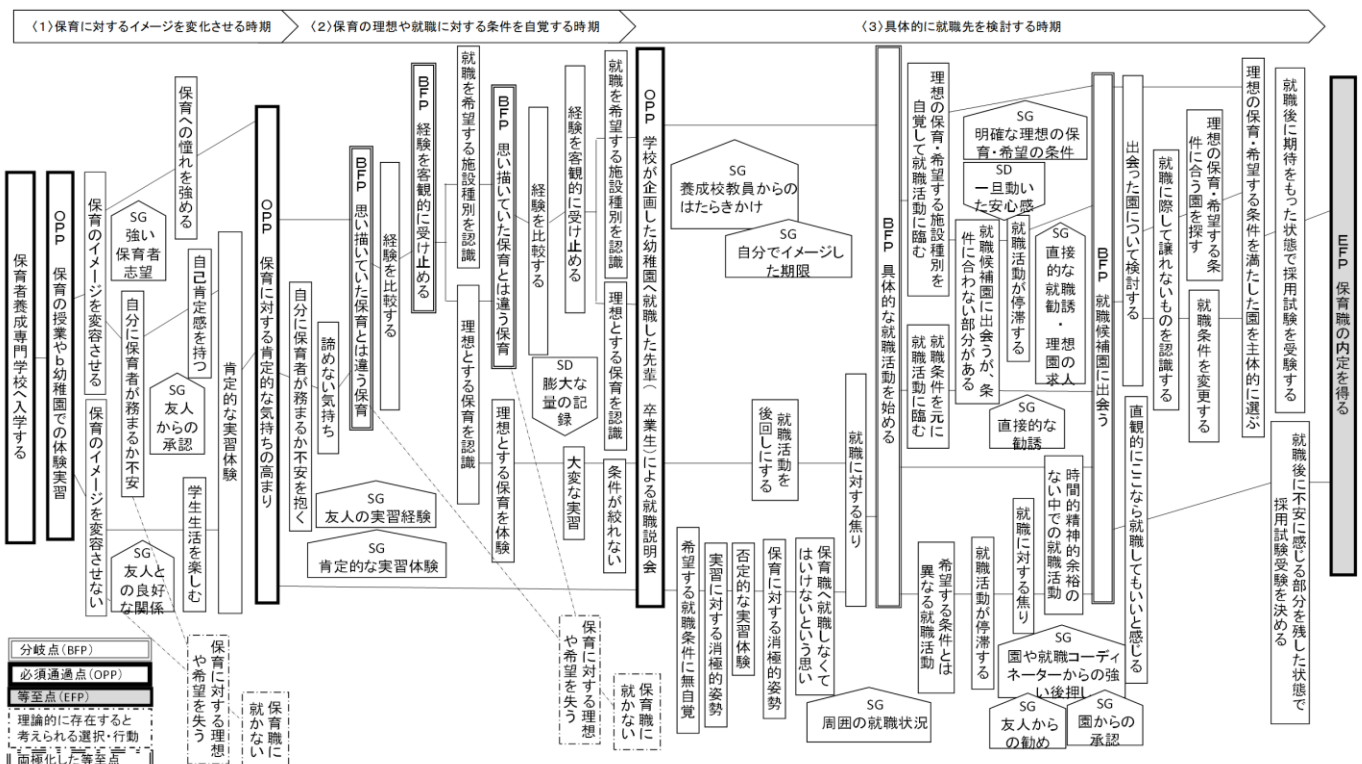 〈1〉保育に対するイメージを変化させる時期
〈2〉保育の理想や就職に対する条件を自覚する時期
〈3〉具体的に就職先を検討する時期
保育者養成専門学校へ入学する
OPP 保育の授業やb幼稚園での体験実習
保育のイメージを変容させる
保育のイメージを変容させない
保育への憧れを強める
SG
強い
保育者
志望
自分に保育者が務まるか不安
自己肯定感を持つ
SG
友人
からの
承認
学生生活を楽しむ
SG
友人と
の良好
な関係
肯定的な実習体験
保育に対する理想
や希望を失う
保育職に
就かない
OPP 保育に対する肯定的な気持ちの高まり
自分に保育者が務まるか不安を抱く
諦めない気持ち
BFP 思い描いていた保育とは違う保育
経験を比較する
BFP 経験を客観的に受け止める
SG
友人の実習経験
SG
肯定的な実習体験
就職を希望する施設種別を認識
理想とする保育を認識
BFP 思い描いていた保育とは違う保育
理想とする保育を体験
経験を比較する
SD
膨大な
量の記
録
大変な実習
経験を客観的に受け止める
就職を希望する施設種別を認識
理想とする保育を認識
条件が絞れない
保育に対する理想
や希望を失う
保育職に
就かない
OPP 学校が企画した幼稚園へ就職した先輩(卒業生)による就職説明会
SG
養成校教員からの
はたらきかけ
SG
自分でイメージし
た期限
就職活動を
後回しにする
就職に対する焦り
希望する就職条件に無自覚
実習に対する消極的姿勢
否定的な実習体験
保育に対する消極的姿勢
保育職へ就職しなくて
はいけないという思い
SG
周囲の就職状況
BFP 具体的な就職活動を始める
理想の保育・希望する施設種別を
自覚して就職活動に臨む
就職条件を元に
就職活動に臨む
希望する条件とは
異なる就職活動
SG
明確な理想の保
育・希望の条件
SD
一旦動い
た安心感
就職候補園に出会うが、条
件に合わない部分がある
就職活動が停滞する
SG
直接的な就職勧誘・理想園の求人
SG
直接的な
勧誘
就職活動が停滞する
就職に対する焦り
時間的精神的余裕の
ない中での就職活動
SG
園や就職コーディ
ネーターからの強
い後押し
SG
友人から
の勧め
SG
園からの
承認
BFP 就職候補園に出会う
出会った園について検討する
直観的にここなら就職してもいいと感じる
就職に際して譲れないものを認識する
理想の保育・希望する条
件に合う園を探す
就職条件を変更する
理想の保育・希望する条件を満たした園を主体的に選ぶ
就職後に期待をもった状態で採用試験を受験する
就職後に不安に感じる部分を残した状態で
採用試験受験を決める
EFP 保育職の内定を得る
分岐点(BFP)
必須通過点(OPP)
等至点(EFP)
理論的に存在すると
考えられる選択・行動
両極化した等至点